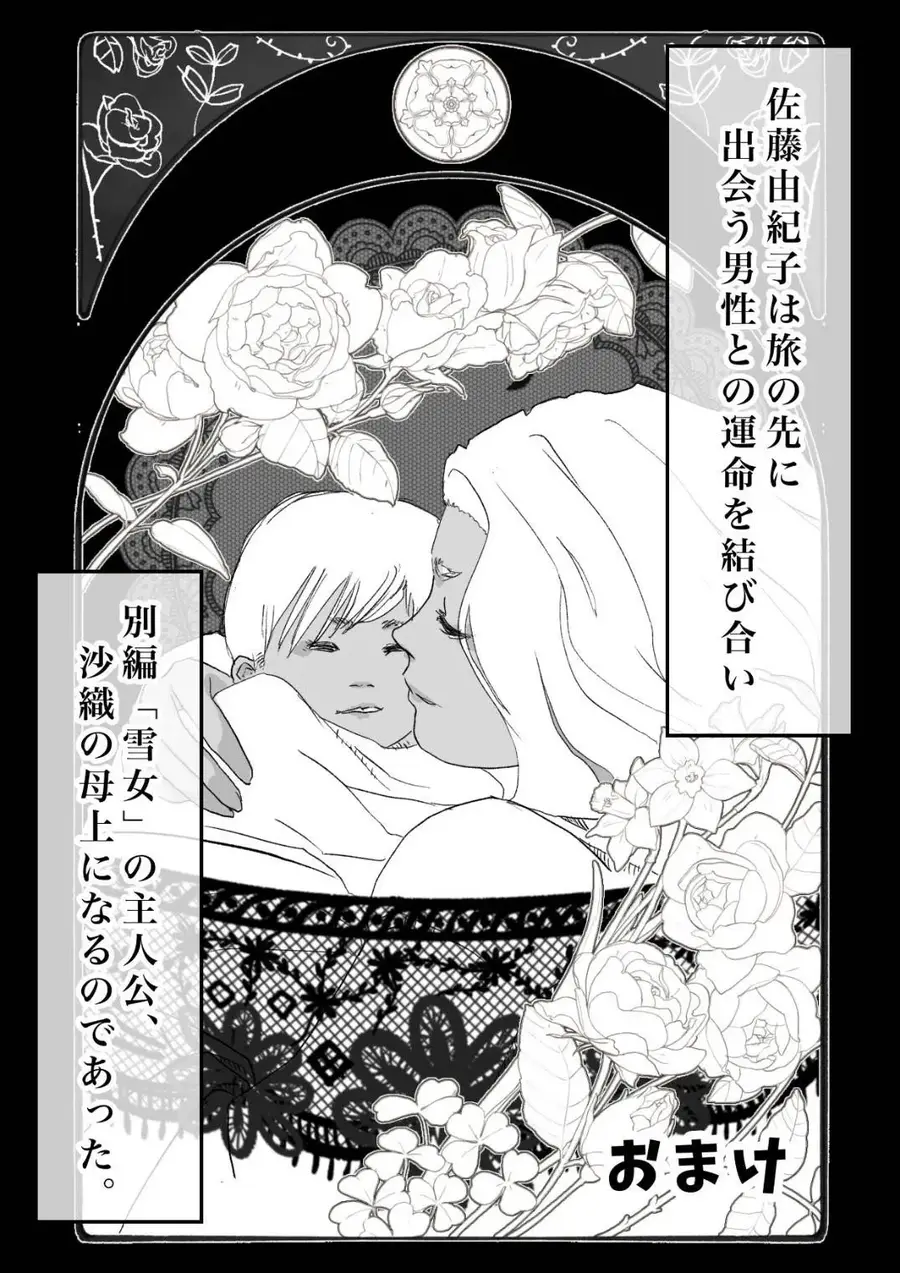 佐藤由紀子は旅の先に
出会う男性との運命を結び合い
別編「雪女」の主人公、
沙織の母上になるのであった。
おまけ